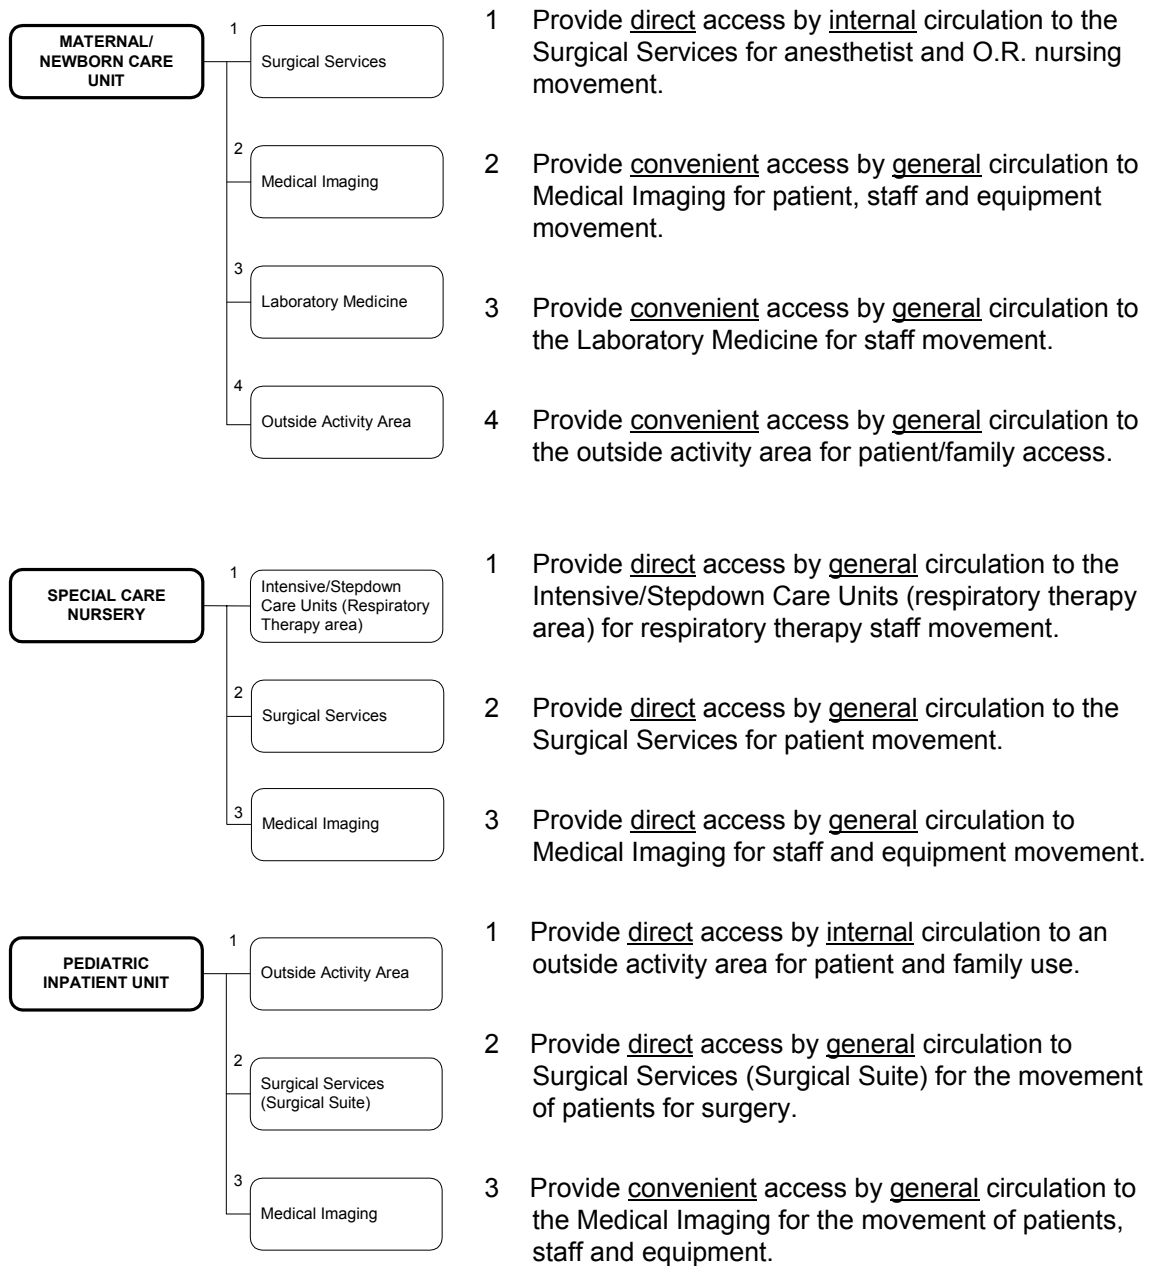 MATERNAL/
NEWBORN CARE
UNIT
1
Surgical Services
2
Medical Imaging
3
Laboratory Medicine
4
Outside Activity Area
1 Provide direct access by internal circulation to the
Surgical Services for anesthetist and O.R. nursing
movement.
2 Provide convenient access by general circulation to
Medical Imaging for patient, staff and equipment
movement.
3 Provide convenient access by general circulation to
the Laboratory Medicine for staff movement.
4 Provide convenient access by general circulation to
the outside activity area for patient/family access.
SPECIAL CARE
NURSERY
1
Intensive/Stepdown
Care Units (Respiratory
Therapy area)
2
Surgical Services
3
Medical Imaging
1 Provide direct access by general circulation to the
Intensive/Stepdown Care Units (respiratory therapy
area) for respiratory therapy staff movement.
2 Provide direct access by general circulation to the
Surgical Services for patient movement.
3 Provide direct access by general circulation to
Medical Imaging for staff and equipment movement.
PEDIATRIC
INPATIENT UNIT
1
Outside Activity Area
2
Surgical Services
(Surgical Suite)
3
Medical Imaging
1 Provide direct access by internal circulation to an
outside activity area for patient and family use.
2 Provide direct access by general circulation to
Surgical Services (Surgical Suite) for the movement
of patients for surgery.
3 Provide convenient access by general circulation to
the Medical Imaging for the movement of patients,
staff and equipment.